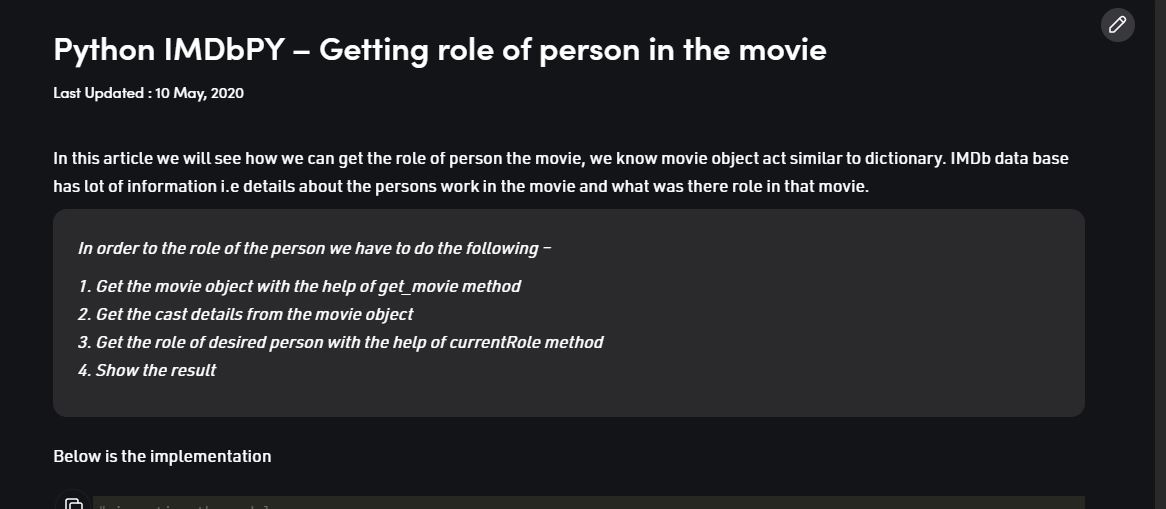 Python IMDbPY – Getting role of person in the movie
Last Updated : 10 May, 2020
In this article we will see how we can get the role of person the movie, we know movie object act similar to dictionary. IMDb data base
has lot of information i.e details about the persons work in the movie and what was there role in that movie.
In order to the role of the person we have to do the following –
1. Get the movie object with the help of get_movie method
2. Get the cast details from the movie object
3. Get the role of desired person with the help of currentRole method
4. Show the result
Below is the implementation